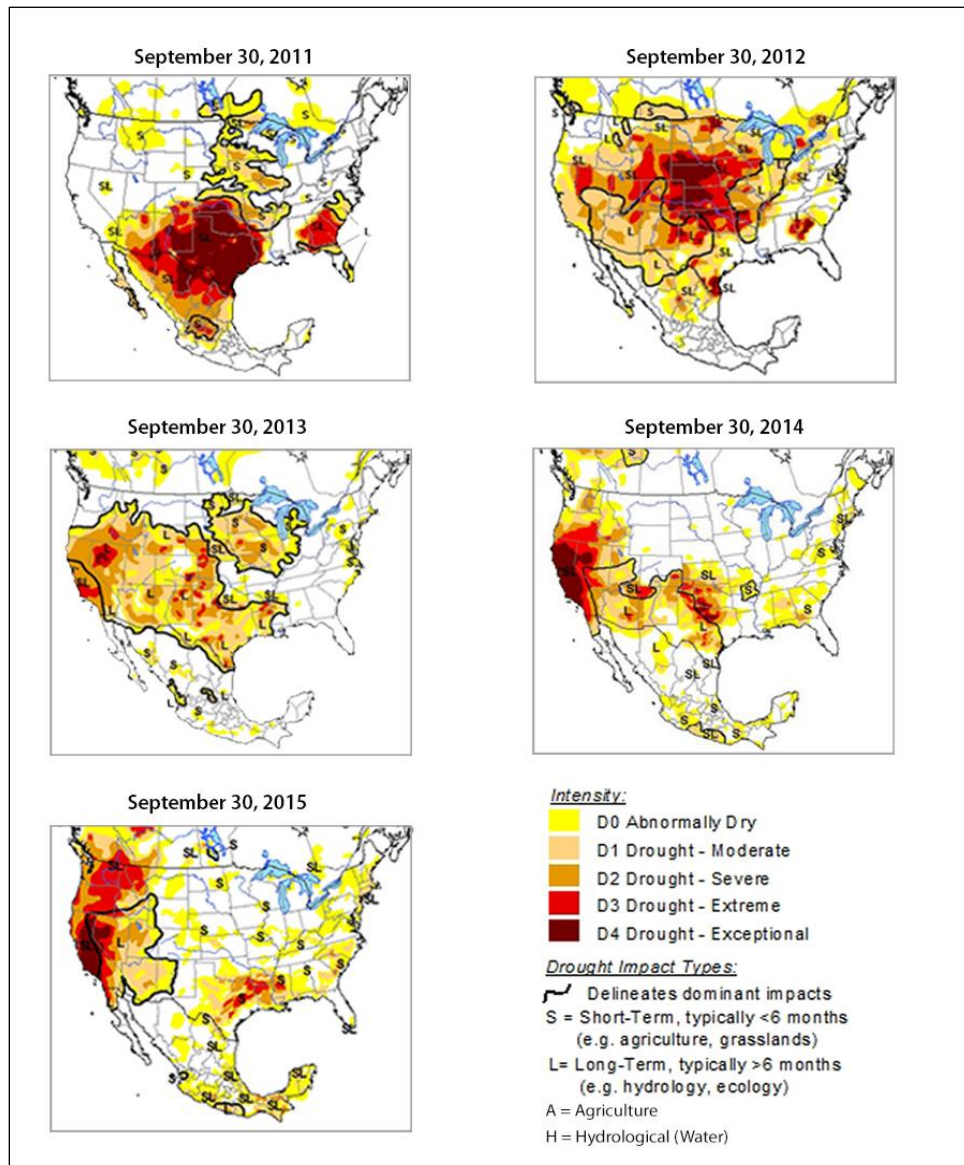 September 30, 2011
September 30, 2012
September 30, 2013
September 30, 2014
September 30, 2015
Intensity:
D0 Abnormally Dry
D1 Drought - Moderate
D2 Drought - Severe
D3 Drought - Extreme
D4 Drought - Exceptional
Drought Impact Types:
Delineates dominant impacts
S = Short-Term, typically <6 months
(e.g. agriculture, grasslands)
L= Long-Term, typically >6 months
(e.g. hydrology, ecology)
A = Agriculture
H = Hydrological (Water)